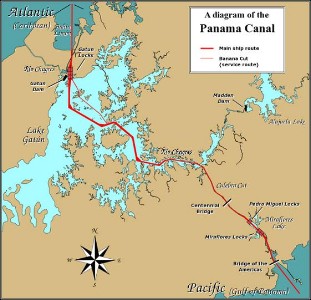 Atlantic
(Caribbean)
A diagram of the
Panama Canal
Main ship route
Banana Cut
(service route)
Gatun
Locks
Rio Chagres
Gatun
Dam
Madden
Dam
Alajuela Lake
Lake
Gatún
Rio Chagres
Culebra Cut
Centennial
Bridge
Pedro Miguel Locks
Miraflores
Lake
Miraflores Locks
Bridge of the
Americas
Pacific (Gulf of Panama)